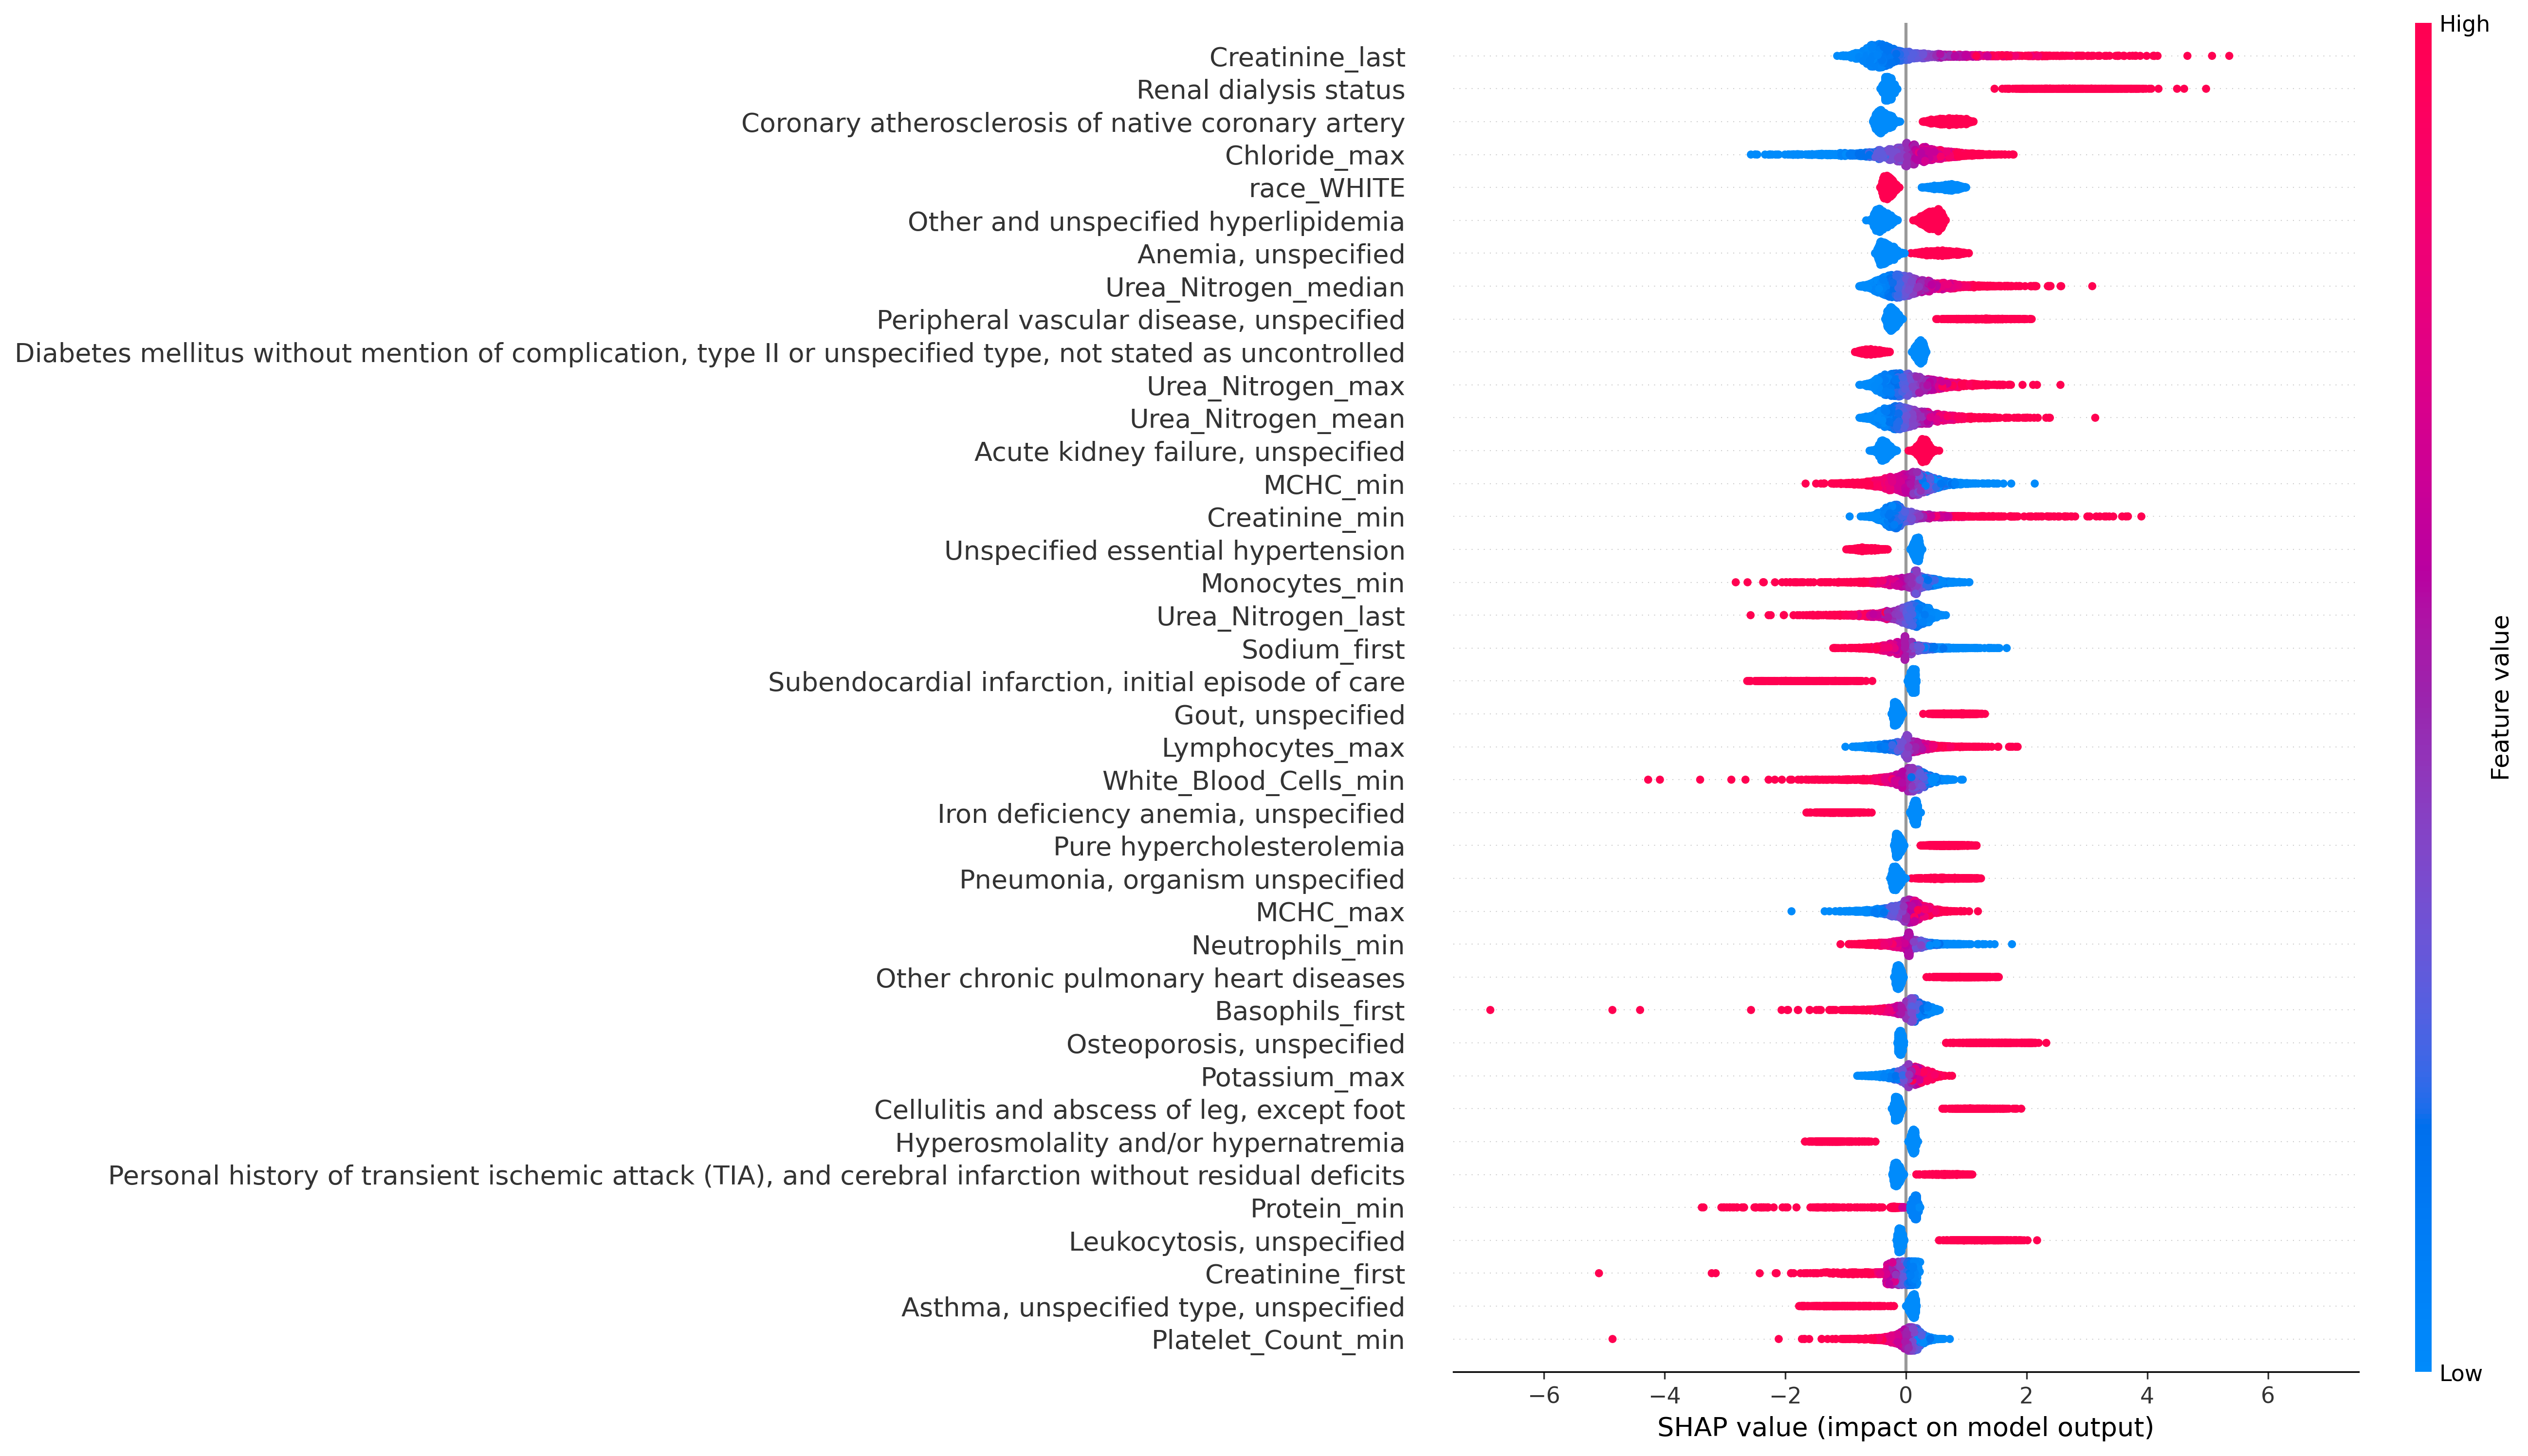 High
Creatinine_last
Renal dialysis status
Coronary atherosclerosis of native coronary artery
Chloride_max
race_WHITE
Other and unspecified hyperlipidemia
Anemia, unspecified
Urea_Nitrogen_median
Peripheral vascular disease, unspecified
Diabetes mellitus without mention of complication, type II or unspecified type, not stated as uncontrolled
Urea_Nitrogen_max
Urea_Nitrogen_mean
Acute kidney failure, unspecified
MCHC_min
Creatinine_min
Unspecified essential hypertension
Monocytes_min
Urea_Nitrogen_last
Sodium_first
Subendocardial infarction, initial episode of care
Gout, unspecified
Lymphocytes_max
White_Blood_Cells_min
Iron deficiency anemia, unspecified
Pure hypercholesterolemia
Pneumonia, organism unspecified
MCHC_max
Neutrophils_min
Other chronic pulmonary heart diseases
Basophils_first
Osteoporosis, unspecified
Potassium_max
Cellulitis and abscess of leg, except foot
Hyperosmolality and/or hypernatremia
Personal history of transient ischemic attack (TIA), and cerebral infarction without residual deficits
Protein_min
Leukocytosis, unspecified
Creatinine_first
Asthma, unspecified type, unspecified
Platelet_Count_min
Feature value
Low
−6 −4 −2 0 2 4 6
SHAP value (impact on model output)